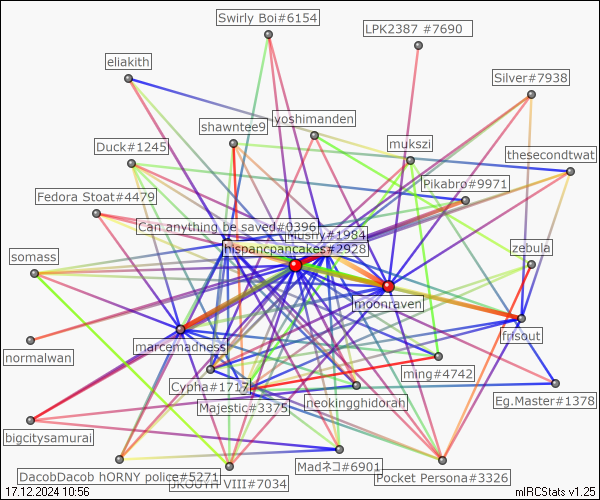 Swirly Boi#6154
LPK2387 #7690
eliakith
Silver#7938
yoshimanden
shawntee9
Duck#1245
mukszi
thesecondtwat
Pikabro#9971
Fedora Stoat#4479
Can anything be saved#0396
Mushy#1984
hispancpancakes#2928
zebula
somass
moonraven
frisout
marcemadness
normalwan
ming#4742
Cypha#1717
Eg.Master#1378
Majestic#3375
neokingghidorah
bigcitysamurai
Madネコ#6901
DacobDacob hORNY police#5271
VIII#7034
Pocket Persona#3326
17.12.2024 10:56
mIRCStats v1.25